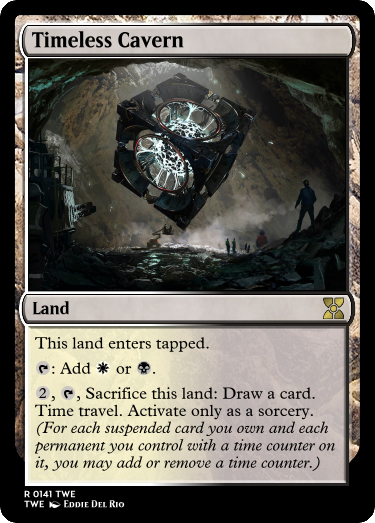 Timeless Cavern
Land
This land enters tapped.
: Add or .
2, , Sacrifice this land: Draw a card.
Time travel. Activate only as a sorcery.
(For each suspended card you own and each
permanent you control with a time counter on
it, you may add or remove a time counter.)
R 0141 TWE
TWE Eddie Del Rio